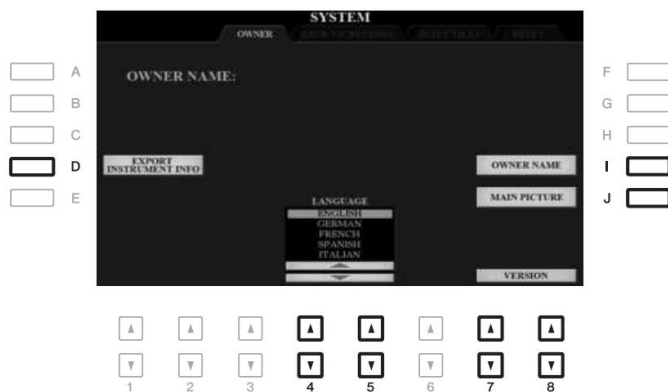 SYSTEM
OWNER
OWNER NAME:
A
B
C
D
E
F
G
H
I
J
EXPORT
INSTRUMENT INFO
OWNER NAME
MAIN PICTURE
LANGUAGE
ENGLISH
GERMAN
FRENCH
SPANISH
ITALIAN
VERSION
1 2 3 4 5 6 7 8